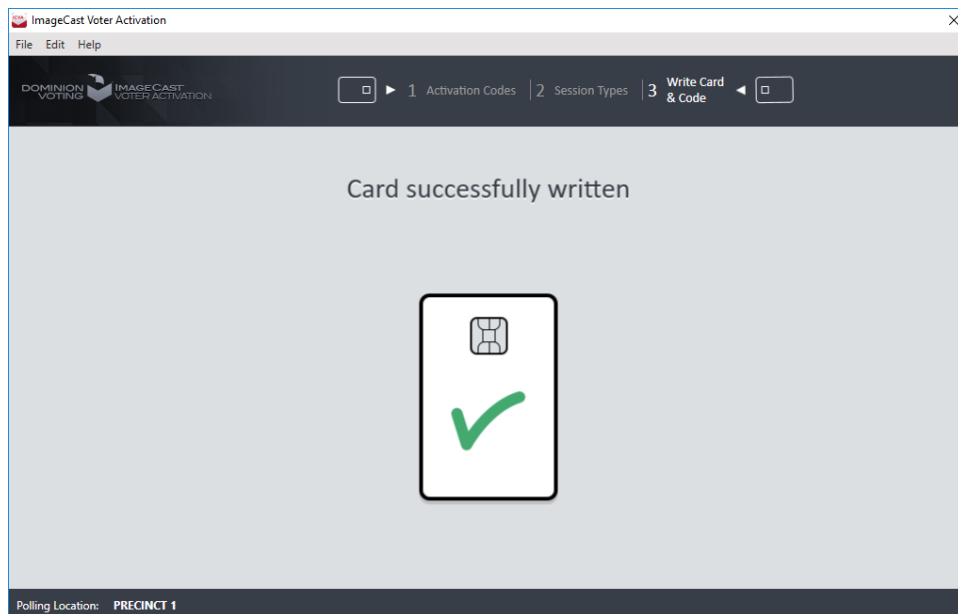 ImageCast Voter Activation
File Edit Help
DOMINION VOTING IMAGECAST VOTER ACTIVATION
1 Activation Codes 2 Session Types 3 Write Card & Code
Card successfully written
Polling Location: PRECINCT 1